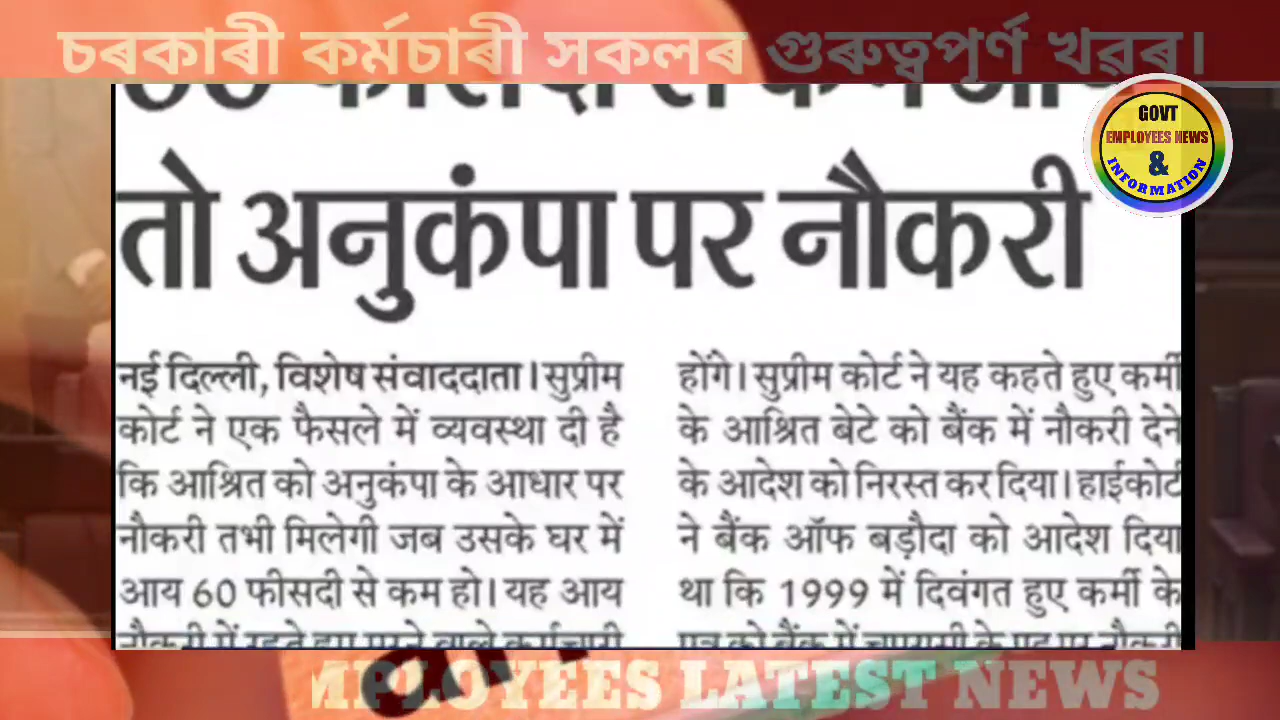 চৰকাৰী কৰ্মচাৰী সকলৰ গুৰুত্বপূৰ্ণ খৱৰ।
GOVT
EMPLOYEES NEWS
&
INFORMATION
तो अनुकंपा पर नौकरी
नई दिल्ली, विशेष संवाददाता। सुप्रीम
कोर्ट ने एक फैसले में व्यवस्था दी है
कि आश्रित को अनुकंपा के आधार पर
नौकरी तभी मिलेगी जब उसके घर में
आय 60 फीसदी से कम हो। यह आय
होंगे। सुप्रीम कोर्ट ने यह कहते हुए कर्मी
के आश्रित बेटे को बैंक में नौकरी देने
के आदेश को निरस्त कर दिया। हाईकोर्ट
ने बैंक ऑफ बड़ौदा को आदेश दिया
था कि 1999 में दिवंगत हुए कर्मी के
EMPLOYEES LATEST NEWS